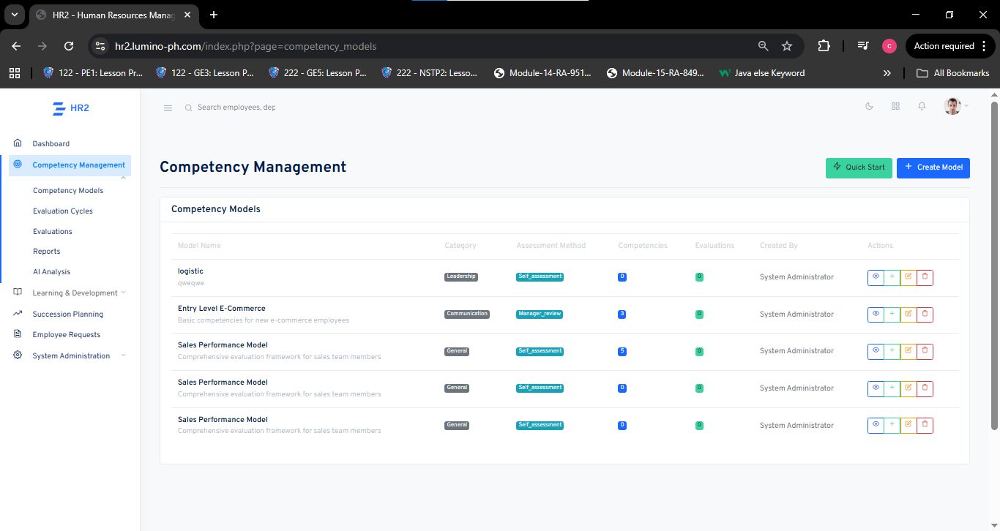 HR2 - Human Resources Manag
hr2.lumino-ph.com/index.php?page=competency_models
C
Action required
122 - PE1: Lesson Pr...
122 - GE3: Lesson P...
222 - GE5: Lesson P...
222 - NSTP2: Lesso...
Module-14-RA-951...
Module-15-RA-849...
Java else Keyword
All Bookmarks
HR2
Search employees, dep
Dashboard
Competency Management
Competency Models
Evaluation Cycles
Evaluations
Reports
AI Analysis
Learning & Development
Succession Planning
Employee Requests
System Administration
Competency Management
Quick Start
Create Model
Competency Models
Model Name Category Assessment Method Competencies Evaluations Created By Actions
logistic Leadership Self_assessment 0 0 System Administrator
qweqwe
Entry Level E-Commerce Communication Manager_review 3 0 System Administrator
Basic competencies for new e-commerce employees
Sales Performance Model General Self_assessment 5 0 System Administrator
Comprehensive evaluation framework for sales team members
Sales Performance Model General Self_assessment 0 0 System Administrator
Comprehensive evaluation framework for sales team members
Sales Performance Model General Self_assessment 0 0 System Administrator
Comprehensive evaluation framework for sales team members